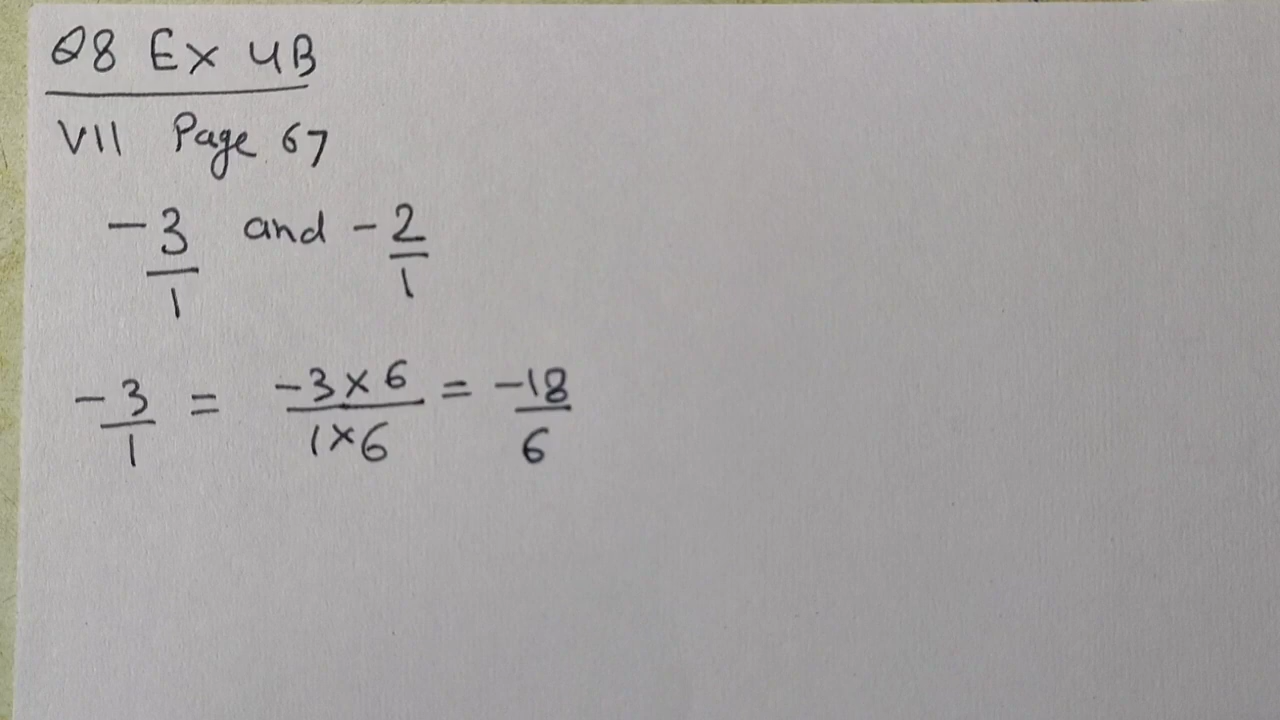 Q8 Ex 4B
VII Page 67
-3/1 and -2/1
-3/1 = -3×6/1×6 = -18/6